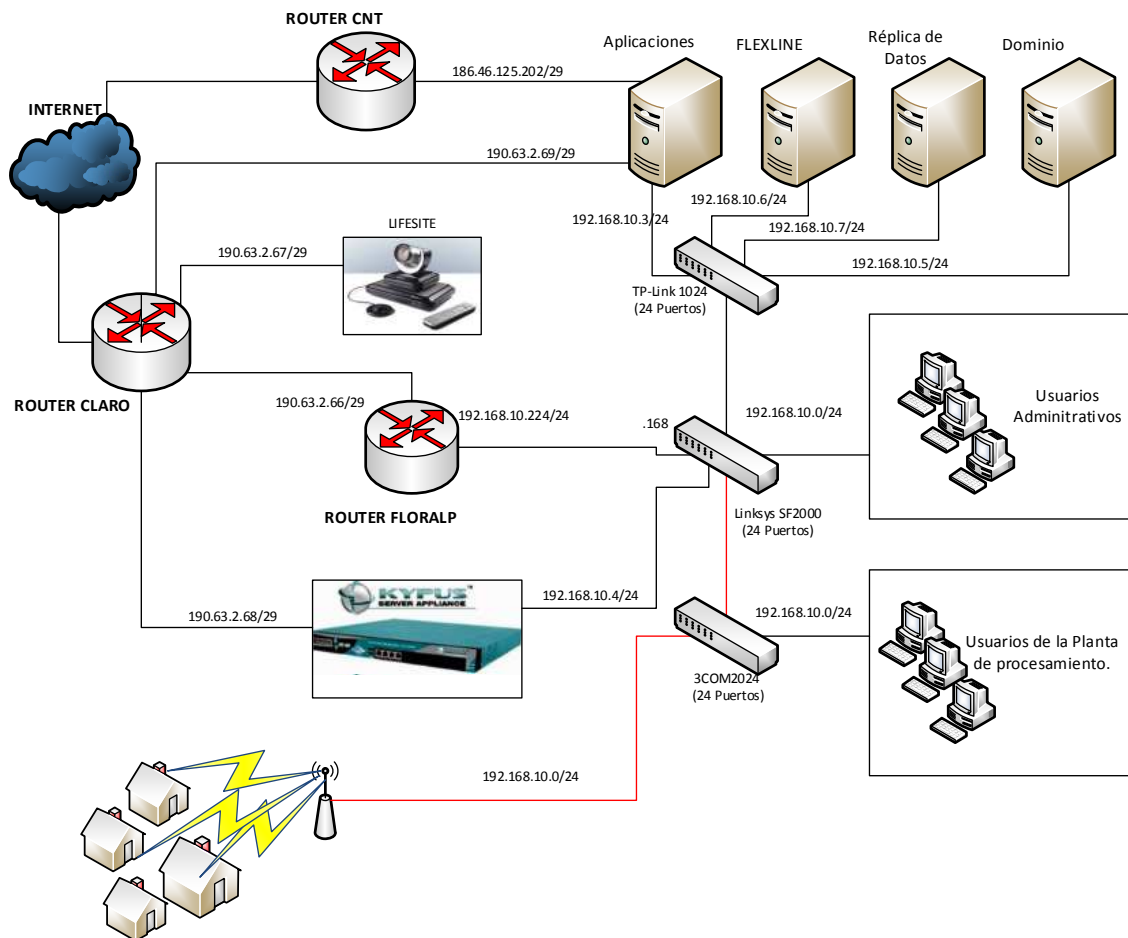 ROUTER CNT
Aplicaciones
FLEXLINE
Réplica de
Datos
Dominio
186.46.125.202/29
INTERNET
190.63.2.69/29
192.168.10.6/24
192.168.10.3/24
192.168.10.7/24
LIFESITE
190.63.2.67/29
192.168.10.5/24
TP-Link 1024
(24 Puertos)
ROUTER CLARO
190.63.2.66/29
192.168.10.224/24
.168
192.168.10.0/24
Usuarios
Adminitrativos
ROUTER FLORALP
Linksys SF2000
(24 Puertos)
KYPUS
SERVER APPLIANCE
190.63.2.68/29
192.168.10.4/24
192.168.10.0/24
Usuarios de la Planta
de procesamiento.
3COM2024
(24 Puertos)
192.168.10.0/24